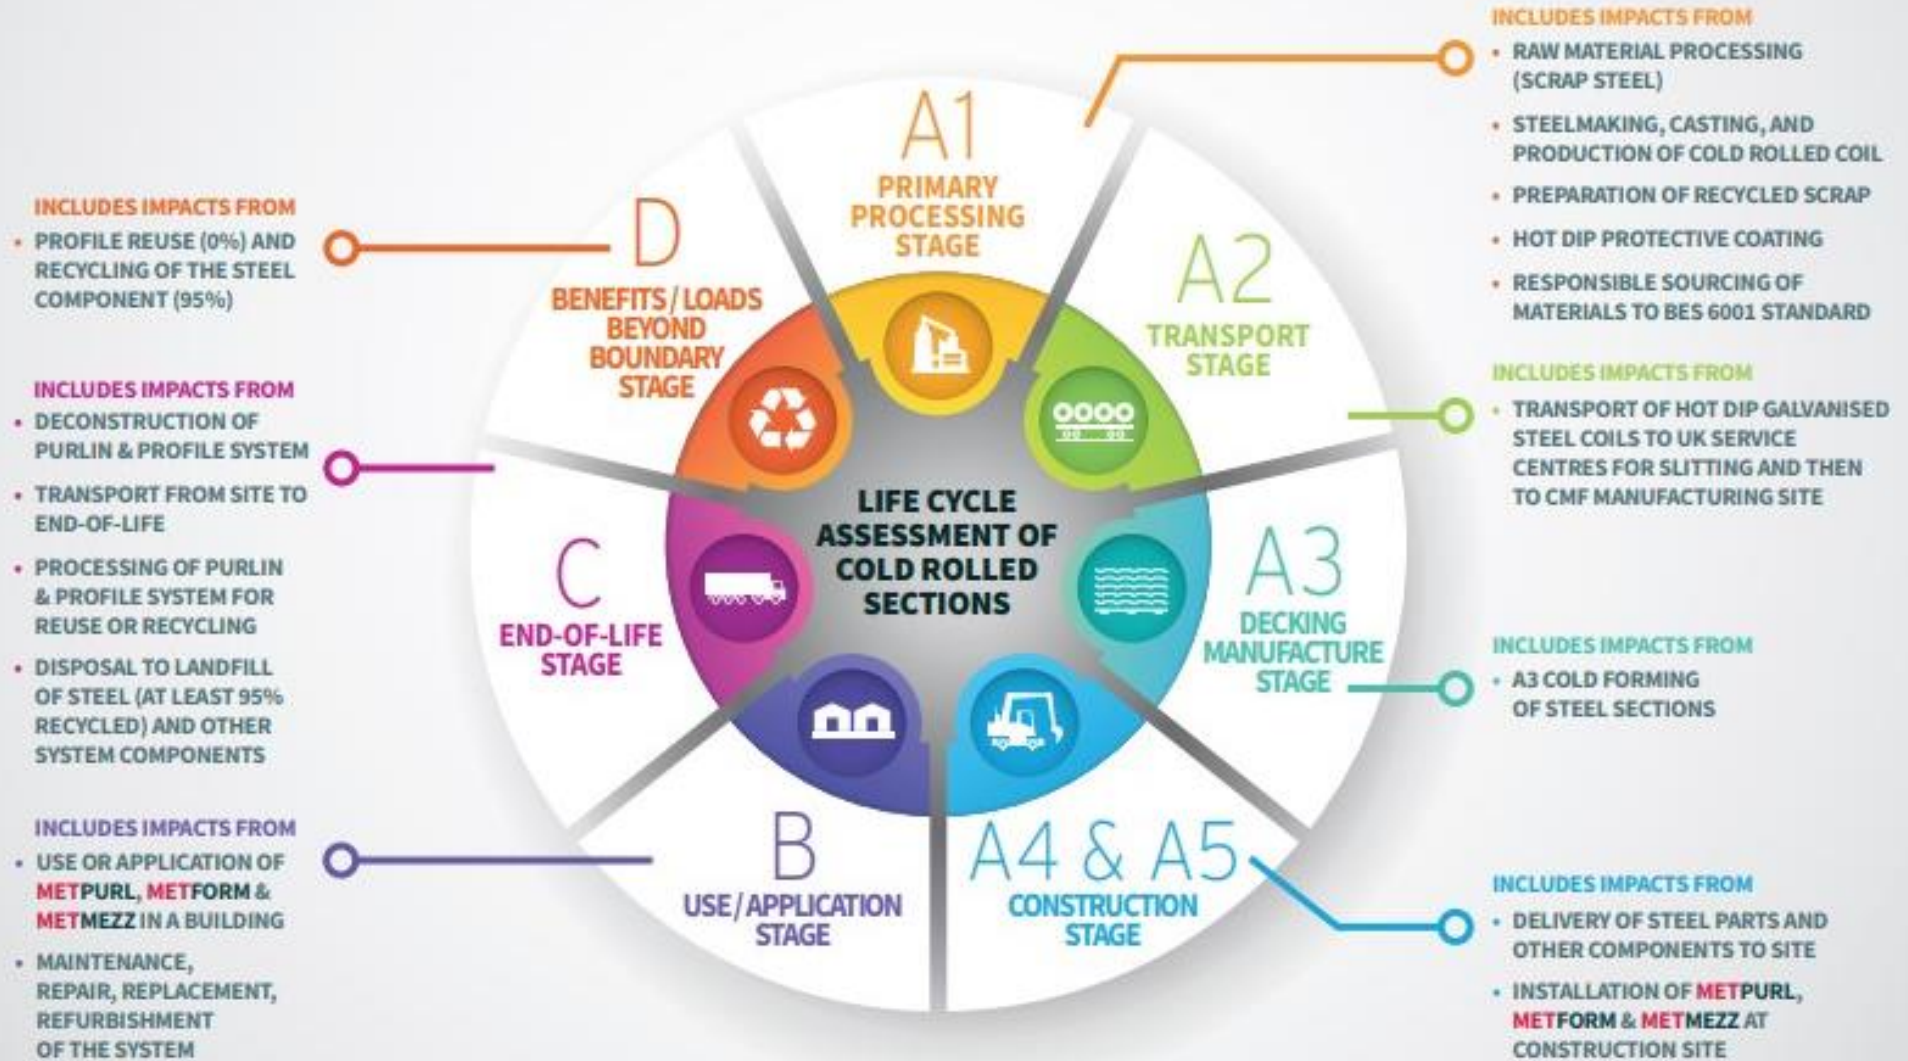 INCLUDES IMPACTS FROM
• RAW MATERIAL PROCESSING
(SCRAP STEEL)
• STEELMAKING, CASTING, AND
PRODUCTION OF COLD ROLLED COIL
• PREPARATION OF RECYCLED SCRAP
• HOT DIP PROTECTIVE COATING
• RESPONSIBLE SOURCING OF
MATERIALS TO BES 6001 STANDARD
INCLUDES IMPACTS FROM
• TRANSPORT OF HOT DIP GALVANISED
STEEL COILS TO UK SERVICE
CENTRES FOR SLITTING AND THEN
TO CMF MANUFACTURING SITE
INCLUDES IMPACTS FROM
• A3 COLD FORMING
OF STEEL SECTIONS
INCLUDES IMPACTS FROM
• DELIVERY OF STEEL PARTS AND
OTHER COMPONENTS TO SITE
• INSTALLATION OF METPURL,
METFORM & METMEZZ AT
CONSTRUCTION SITE
A1
PRIMARY
PROCESSING
STAGE
A2
TRANSPORT
STAGE
A3
DECKING
MANUFACTURE
STAGE
A4 & A5
CONSTRUCTION
STAGE
B
USE/APPLICATION
STAGE
C
END-OF-LIFE
STAGE
D
BENEFITS/LOADS
BEYOND
BOUNDARY
STAGE
LIFE CYCLE
ASSESSMENT OF
COLD ROLLED
SECTIONS
INCLUDES IMPACTS FROM
• PROFILE REUSE (0%) AND
RECYCLING OF THE STEEL
COMPONENT (95%)
INCLUDES IMPACTS FROM
• DECONSTRUCTION OF
PURLIN & PROFILE SYSTEM
• TRANSPORT FROM SITE TO
END-OF-LIFE
• PROCESSING OF PURLIN
& PROFILE SYSTEM FOR
REUSE OR RECYCLING
• DISPOSAL TO LANDFILL
OF STEEL (AT LEAST 95%
RECYCLED) AND OTHER
SYSTEM COMPONENTS
INCLUDES IMPACTS FROM
• USE OR APPLICATION OF
METPURL, METFORM &
METMEZZ IN A BUILDING
• MAINTENANCE,
REPAIR, REPLACEMENT,
REFURBISHMENT
OF THE SYSTEM